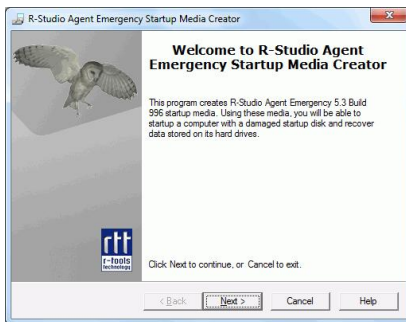 R-Studio Agent Emergency Startup Media Creator
Welcome to R-Studio Agent
Emergency Startup Media Creator
This program creates R-Studio Agent Emergency 5.3 Build
996 startup media. Using these media, you will be able to
startup a computer with a damaged startup disk and recover
data stored on its hard drives.
rtt
r-tools
technology
Click Next to continue, or Cancel to exit.
< Back
Next >
Cancel
Help